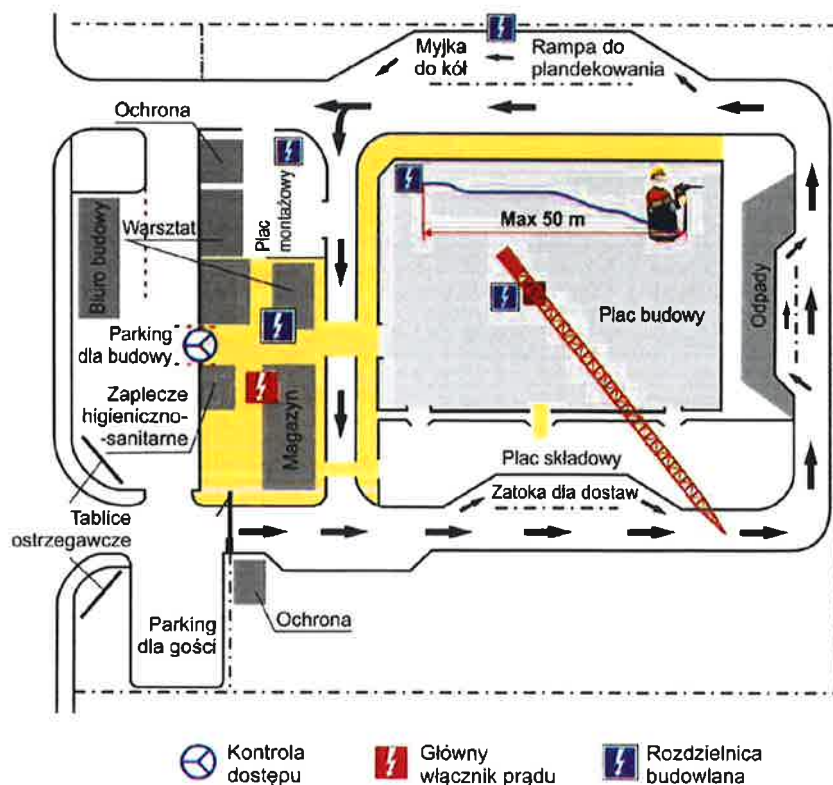 Myjka
do kół
Rampa do
plandekowania
Ochrona
Plac
montażowy
Max 50 m
Warsztat
Biuro budowy
Plac budowy
Odpady
Parking
dla budowy
Zaplecze
higieniczno-
-sanitarne
Magazyn
Plac składowy
Zatoka dla dostaw
Tablice
ostrzegawcze
Parking
dla gości
Ochrona
Kontrola
dostępu
Główny
włącznik prądu
Rozdzielnica
budowlana